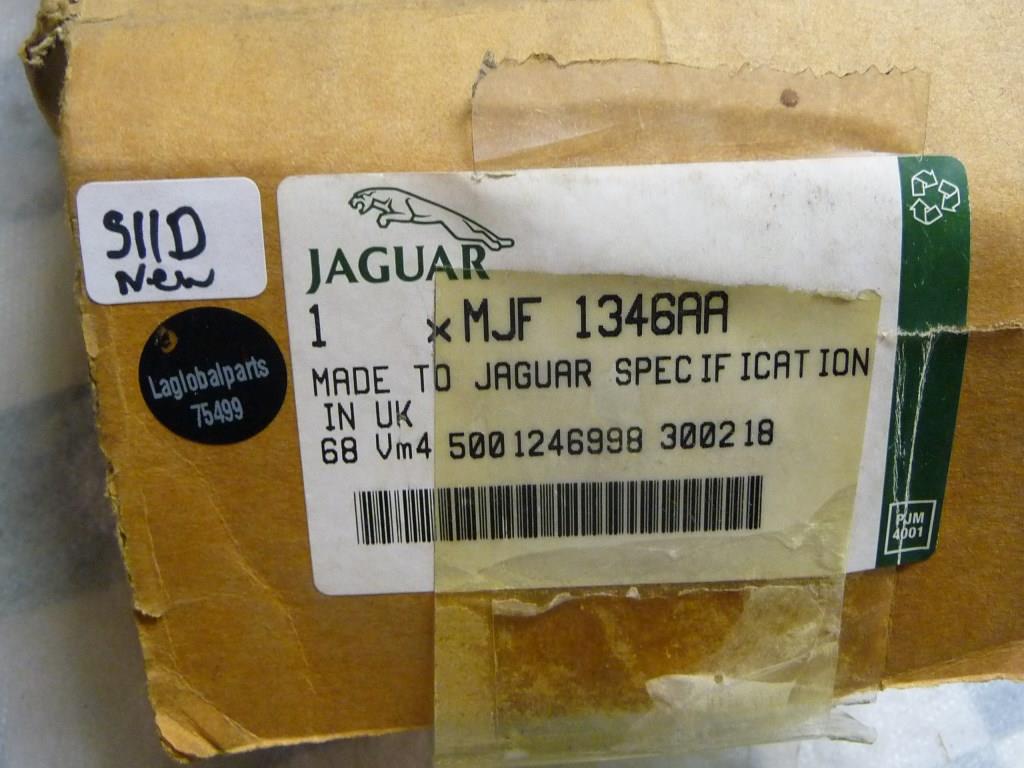 S11D
New
Laglobalparts
75499
JAGUAR
1 x MJF 1346AA
MADE TO JAGUAR SPECIFICATION
IN UK
68 Vm4 5001246998 300218
PJM
4001